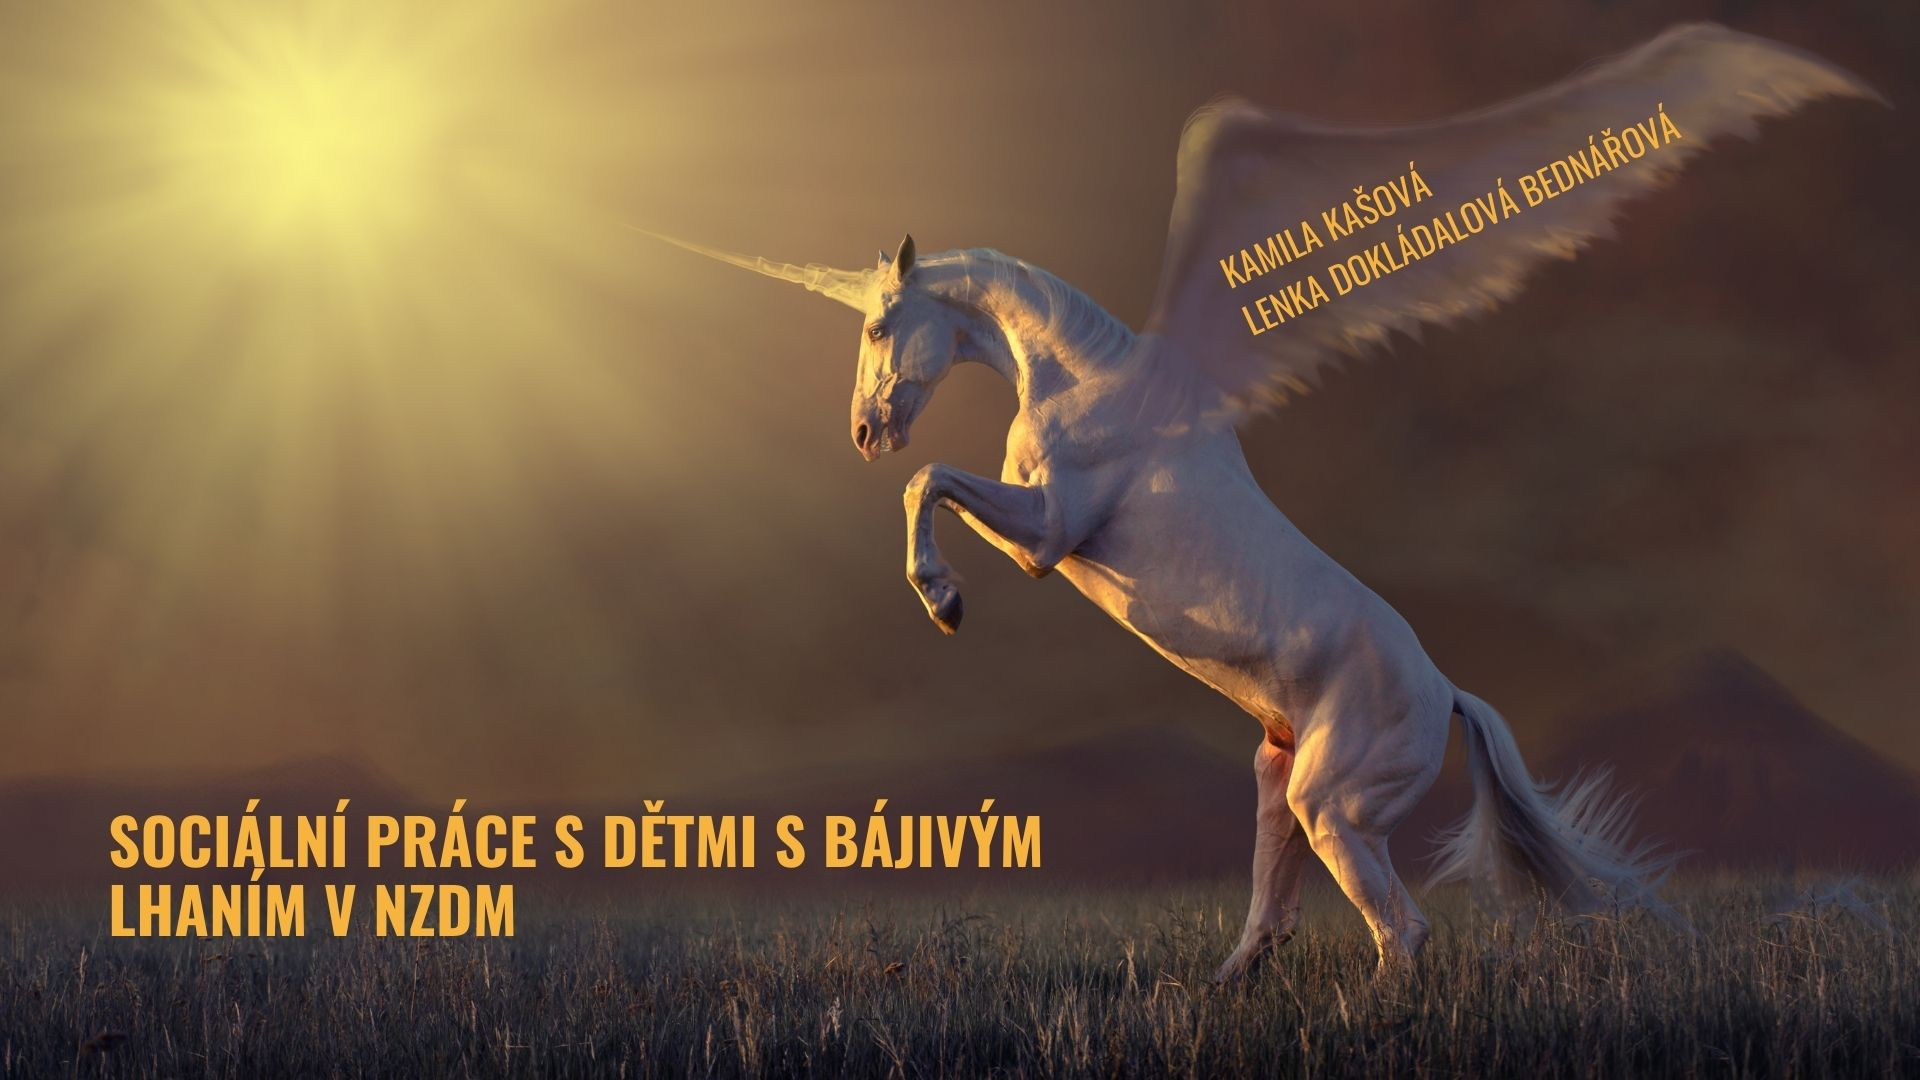 KAMILA KAŠOVÁ
LENKA DOKLÁDALOVÁ BEDNÁŘOVÁ
SOCIÁLNÍ PRÁCE S DĚTMI S BÁJIVÝM
LHANÍM V NZDM